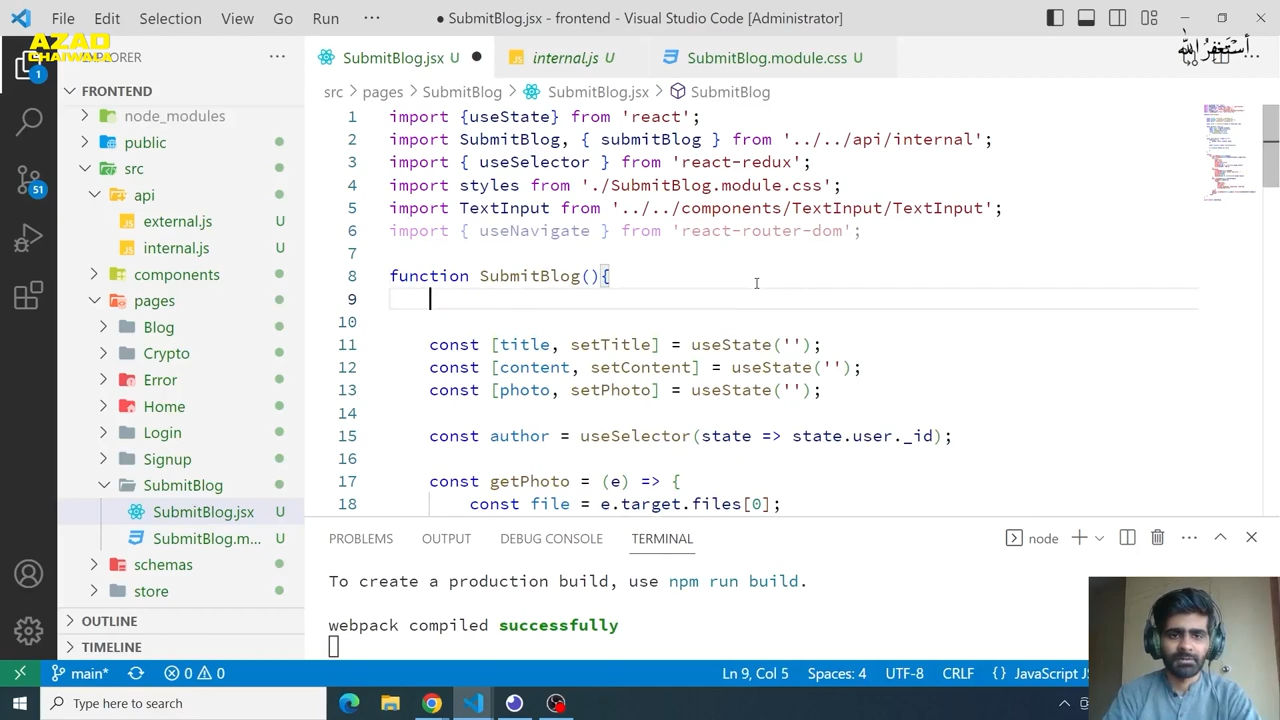 File Edit Selection View Go Run ··· ● SubmitBlog.jsx - frontend - Visual Studio Code [Administrator]
AZAD
CHAIWALA
EXPLORER ···
أستغفر الله
SubmitBlog.jsx U ●
internal.js U
SubmitBlog.module.css U
src > pages > SubmitBlog > SubmitBlog.jsx > SubmitBlog
FRONTEND
node_modules
public
src
api
external.js U
internal.js U
components
pages
Blog
Crypto
Error
Home
Login
Signup
SubmitBlog
SubmitBlog.jsx U
SubmitBlog.m... U
schemas
store
OUTLINE
TIMELINE
1
51
1 import {useState} from 'react';
2 import SubmitBlog, { submitBlog } from '../../api/internal';
3 import { useSelector } from 'react-redux';
4 import styles from './SubmitBlog.module.css';
5 import TextInput from '../../components/TextInput/TextInput';
6 import { useNavigate } from 'react-router-dom';
7
8 function SubmitBlog(){
9
10
11 const [title, setTitle] = useState('');
12 const [content, setContent] = useState('');
13 const [photo, setPhoto] = useState('');
14
15 const author = useSelector(state => state.user._id);
16
17 const getPhoto = (e) => {
18 const file = e.target.files[0];
PROBLEMS OUTPUT DEBUG CONSOLE TERMINAL node
To create a production build, use npm run build.
webpack compiled successfully
main* 0 0 Ln 9, Col 5 Spaces: 4 UTF-8 CRLF {} JavaScript JS
Type here to search